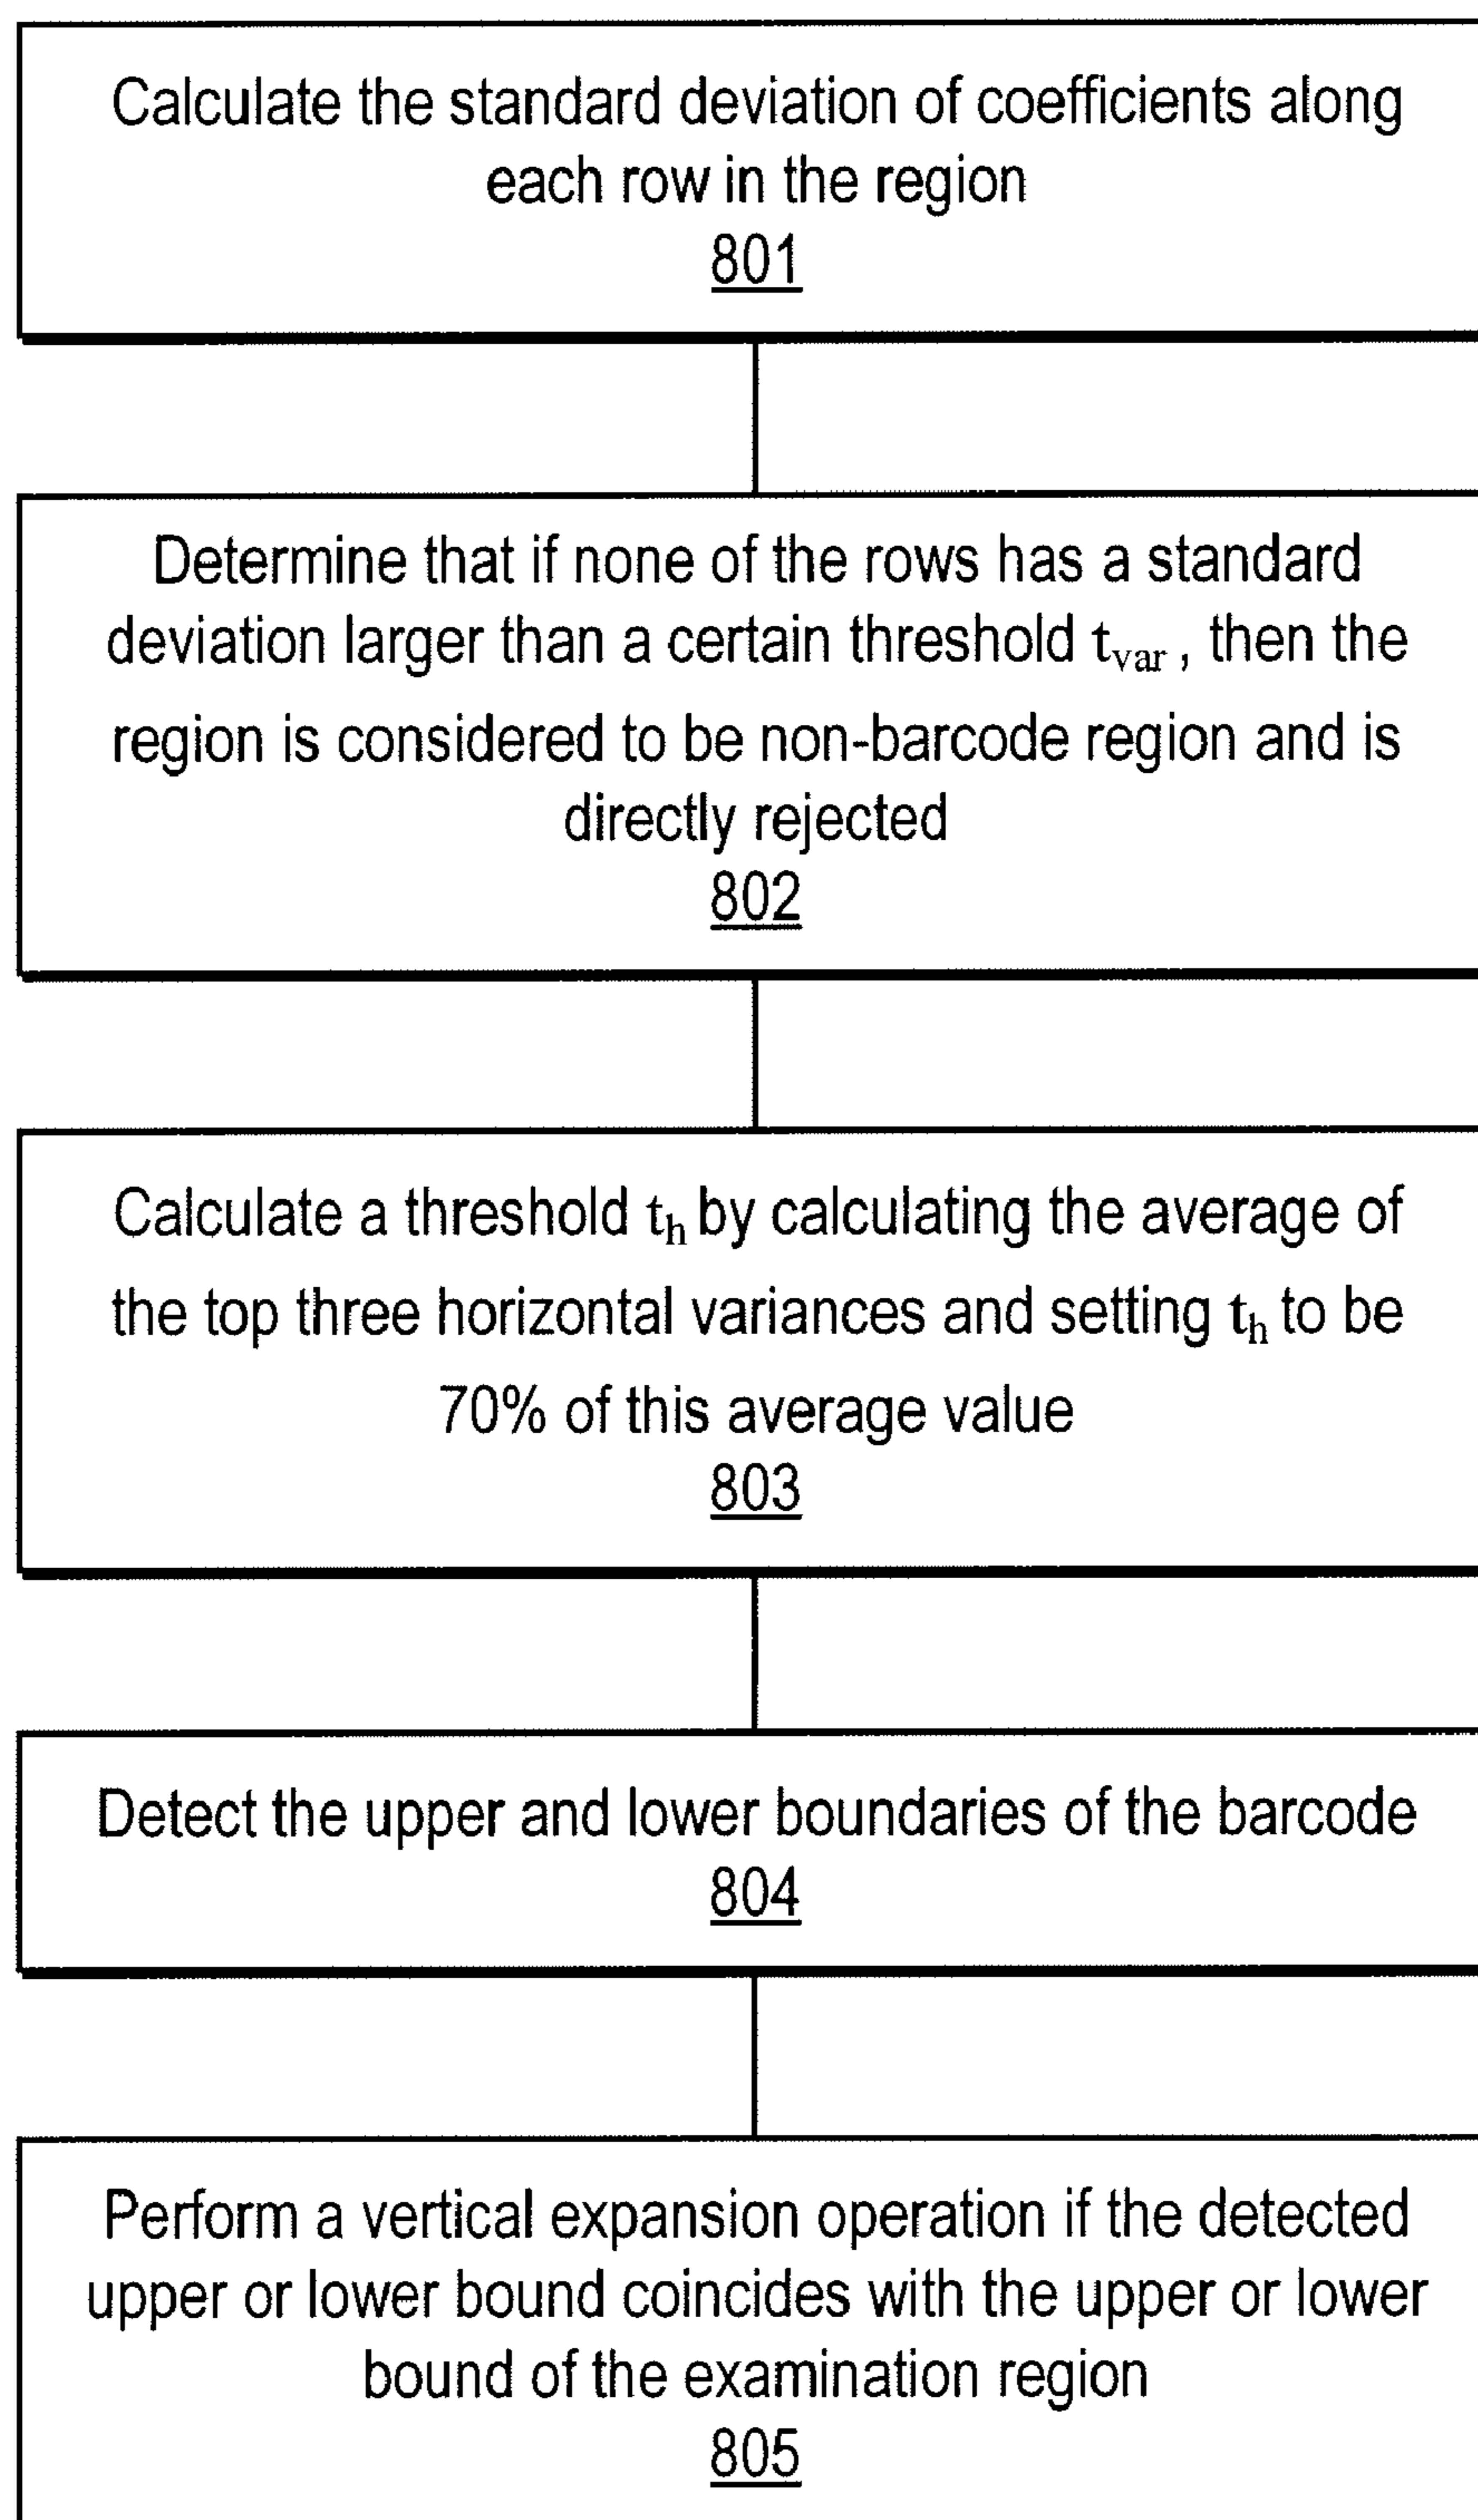 Calculate the standard deviation of coefficients along
each row in the region
801
Determine that if none of the rows has a standard
deviation larger than a certain threshold t_var , then the
region is considered to be non-barcode region and is
directly rejected
802
Calculate a threshold t_h by calculating the average of
the top three horizontal variances and setting t_h to be
70% of this average value
803
Detect the upper and lower boundaries of the barcode
804
Perform a vertical expansion operation if the detected
upper or lower bound coincides with the upper or lower
bound of the examination region
805